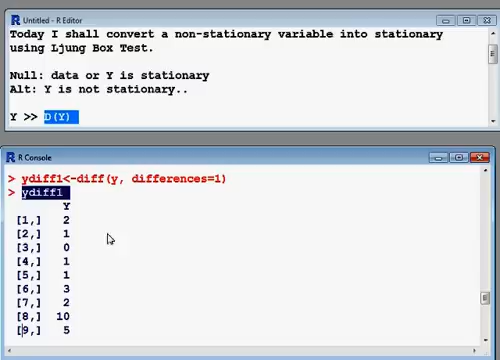 Untitled - R Editor
Today I shall convert a non-stationary variable into stationary
using Ljung Box Test.
Null: data or Y is stationary
Alt: Y is not stationary..
Y >> D(Y)
R Console
> ydiff1<-diff(y, differences=1)
> ydiff1
Y
[1,] 2
[2,] 1
[3,] 0
[4,] 1
[5,] 1
[6,] 3
[7,] 2
[8,] 10
[9,] 5